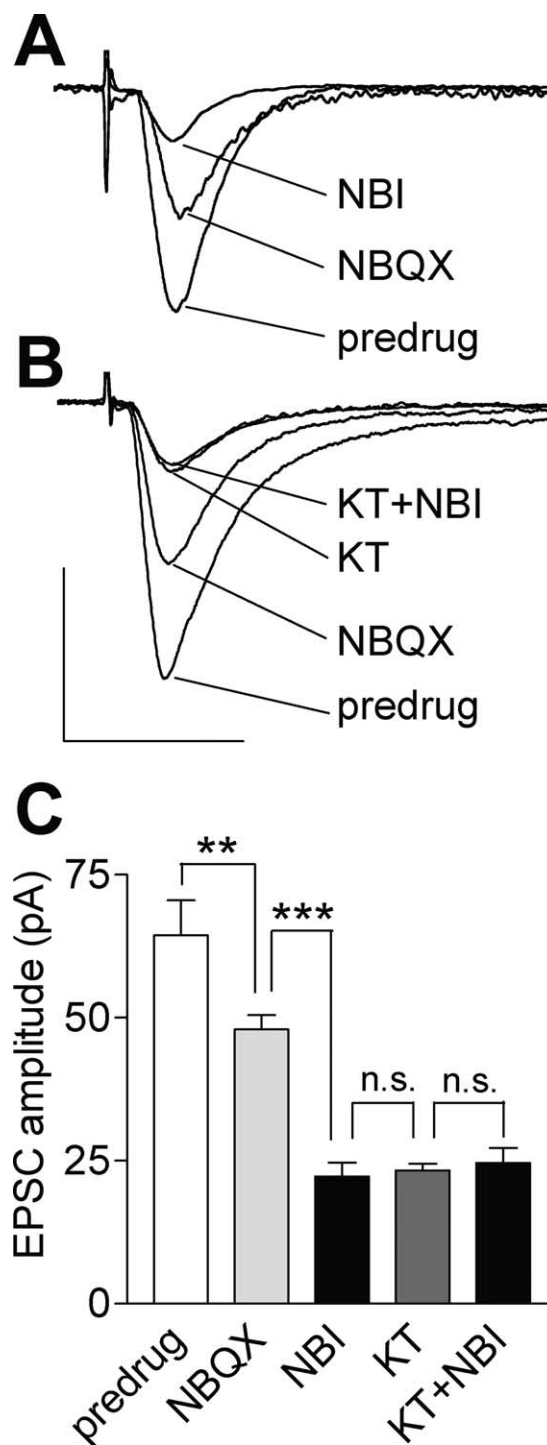 A
NBI
NBQX
predrug
B
KT+NBI
KT
NBQX
predrug
C
EPSC amplitude (pA)
75
50
25
0
**
***
n.s.
n.s.
predrug
NBQX
NBI
KT
KT+NBI